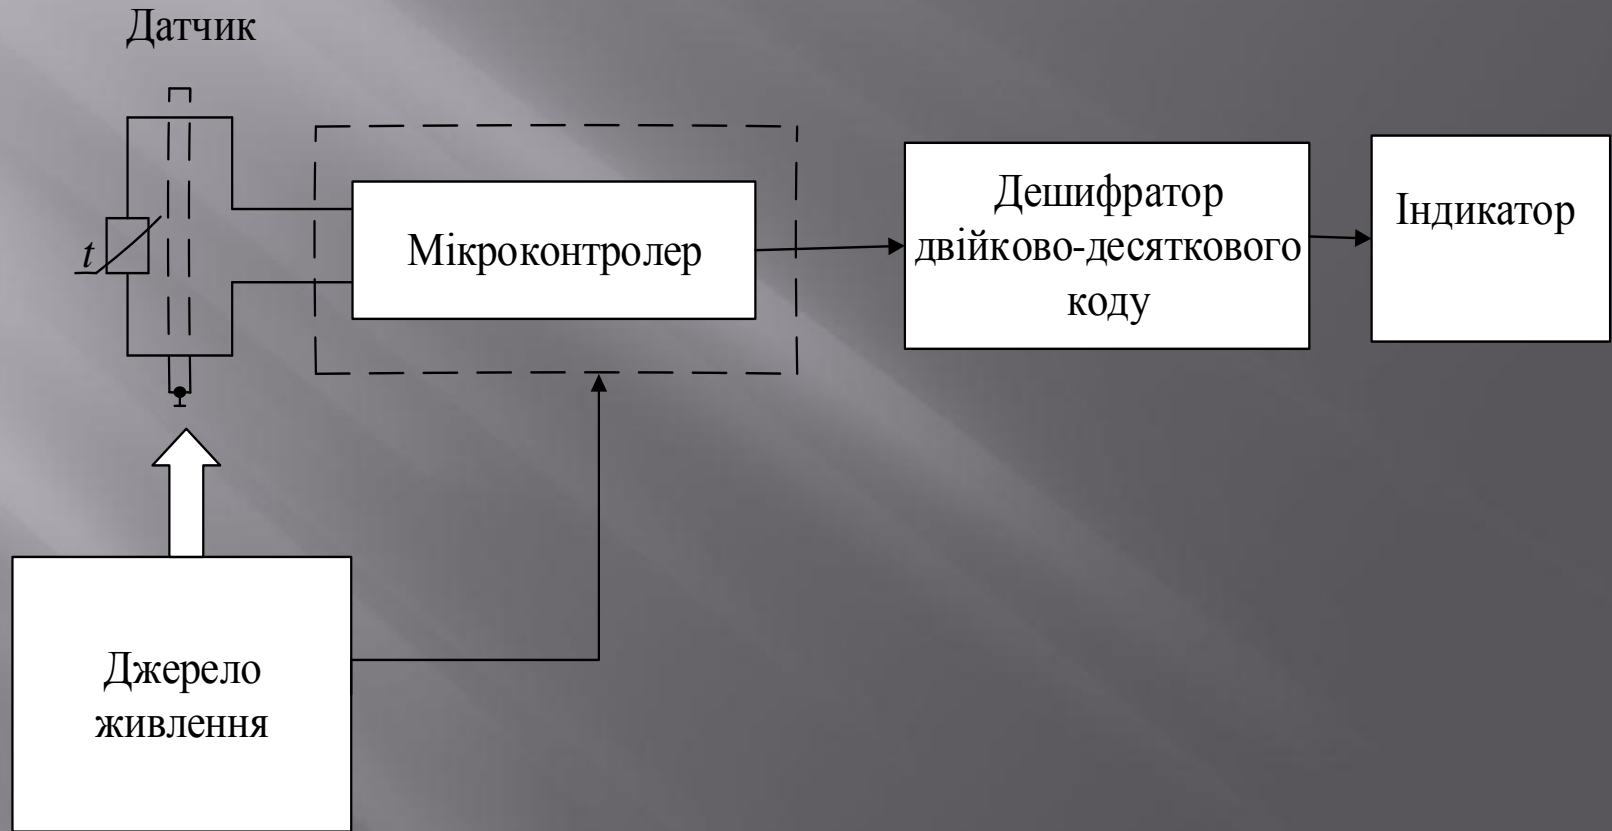 Датчик
t
Мікроконтролер
Дешифратор
двійково-десяткового
коду
Індикатор
Джерело
живлення